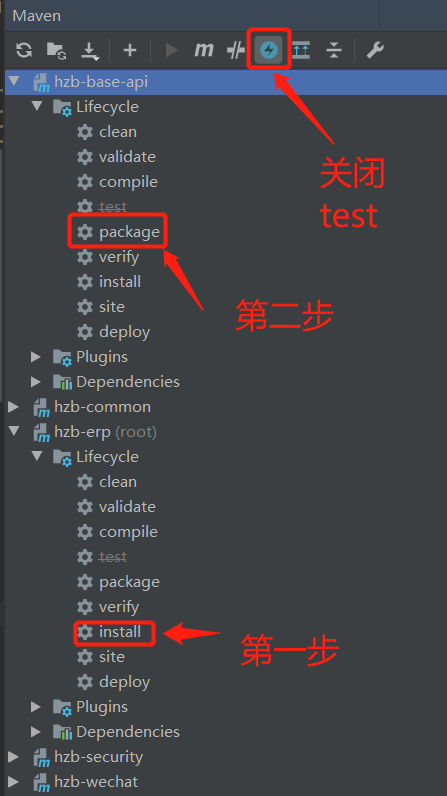 Maven
m
hzb-base-api
Lifecycle
clean
validate
关闭
compile
test
test
package
verify
install
第二步
site
deploy
Plugins
Dependencies
hzb-common
hzb-erp (root)
Lifecycle
clean
validate
compile
test
package
verify
install
第一步
site
deploy
Plugins
Dependencies
hzb-security
hzb-wechat